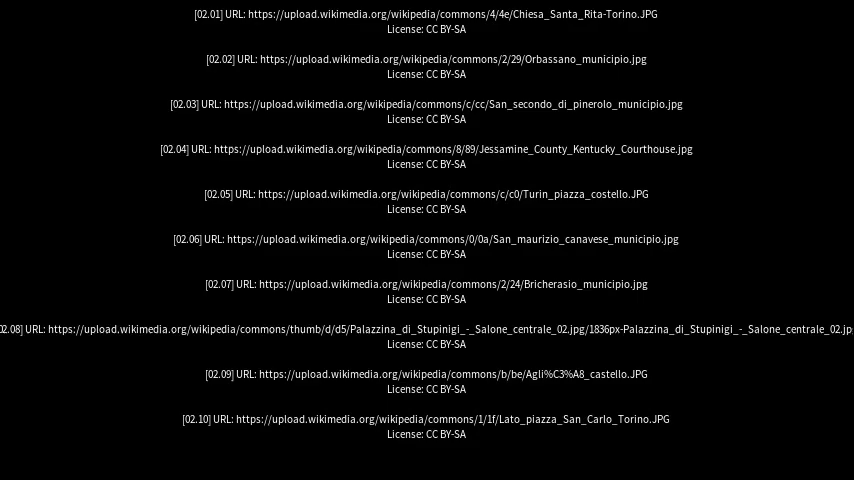 [02.01] URL: https://upload.wikimedia.org/wikipedia/commons/4/4e/Chiesa_Santa_Rita-Torino.JPG
License: CC BY-SA
[02.02] URL: https://upload.wikimedia.org/wikipedia/commons/2/29/Orbassano_municipio.jpg
License: CC BY-SA
[02.03] URL: https://upload.wikimedia.org/wikipedia/commons/c/cc/San_secondo_di_pinerolo_municipio.jpg
License: CC BY-SA
[02.04] URL: https://upload.wikimedia.org/wikipedia/commons/8/89/Jessamine_County_Kentucky_Courthouse.jpg
License: CC BY-SA
[02.05] URL: https://upload.wikimedia.org/wikipedia/commons/c/c0/Turin_piazza_costello.JPG
License: CC BY-SA
[02.06] URL: https://upload.wikimedia.org/wikipedia/commons/0/0a/San_maurizio_canavese_municipio.jpg
License: CC BY-SA
[02.07] URL: https://upload.wikimedia.org/wikipedia/commons/2/24/Bricherasio_municipio.jpg
License: CC BY-SA
02.08] URL: https://upload.wikimedia.org/wikipedia/commons/thumb/d/d5/Palazzina_di_Stupinigi_-_Salone_centrale_02.jpg/1836px-Palazzina_di_Stupinigi_-_Salone_centrale_02.jp
License: CC BY-SA
[02.09] URL: https://upload.wikimedia.org/wikipedia/commons/b/be/Agli%C3%A8_castello.JPG
License: CC BY-SA
[02.10] URL: https://upload.wikimedia.org/wikipedia/commons/1/1f/Lato_piazza_San_Carlo_Torino.JPG
License: CC BY-SA